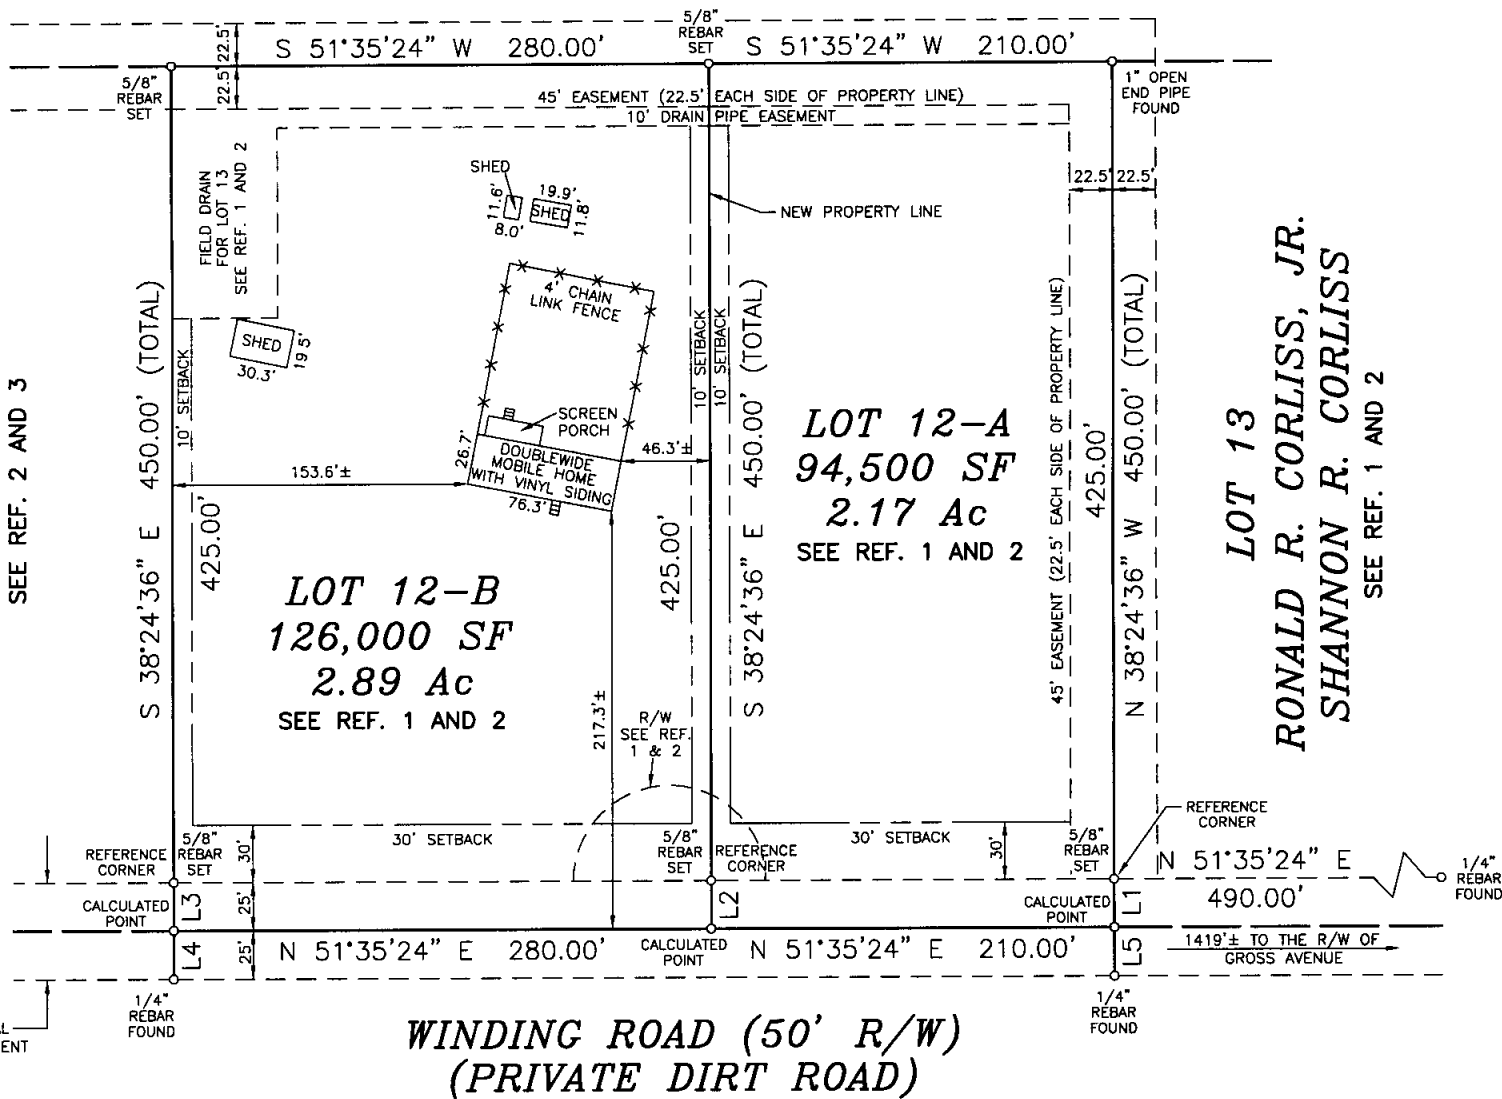 5/8"
REBAR
SET
S 51°35'24" W 280.00'
S 51°35'24" W 210.00'
22.5'
22.5'
5/8"
REBAR
SET
1" OPEN
END PIPE
FOUND
45' EASEMENT (22.5' EACH SIDE OF PROPERTY LINE)
10' DRAIN PIPE EASEMENT
FIELD DRAIN
FOR LOT 13
SEE REF. 1 AND 2
SHED
11.6'
8.0'
19.9'
SHED
11.8'
22.5'
22.5'
NEW PROPERTY LINE
4' CHAIN
LINK FENCE
SHED
19.5'
30.3'
10' SETBACK
S 38°24'36" E 450.00' (TOTAL)
425.00'
SEE REF. 2 AND 3
SCREEN
PORCH
DOUBLEWIDE
MOBILE HOME
WITH VINYL SIDING
26.7'
76.3'
153.6'±
46.3'±
217.3'±
10' SETBACK
10' SETBACK
425.00'
S 38°24'36" E 450.00' (TOTAL)
LOT 12-A
94,500 SF
2.17 Ac
SEE REF. 1 AND 2
LOT 12-B
126,000 SF
2.89 Ac
SEE REF. 1 AND 2
45' EASEMENT (22.5' EACH SIDE OF PROPERTY LINE)
425.00'
N 38°24'36" W 450.00' (TOTAL)
LOT 13
RONALD R. CORLISS, JR.
SHANNON R. CORLISS
SEE REF. 1 AND 2
R/W
SEE REF.
1 & 2
30' SETBACK
30' SETBACK
30'
30'
REFERENCE
CORNER
5/8"
REBAR
SET
5/8"
REBAR
SET
REFERENCE
CORNER
5/8"
REBAR
SET
REFERENCE
CORNER
N 51°35'24" E
490.00'
1/4"
REBAR
FOUND
CALCULATED
POINT
L3
25'
L2
CALCULATED
POINT
L1
L4
25'
N 51°35'24" E 280.00'
CALCULATED
POINT
N 51°35'24" E 210.00'
L5
1419'± TO THE R/W OF
GROSS AVENUE
1/4"
REBAR
FOUND
1/4"
REBAR
FOUND
WINDING ROAD (50' R/W)
(PRIVATE DIRT ROAD)